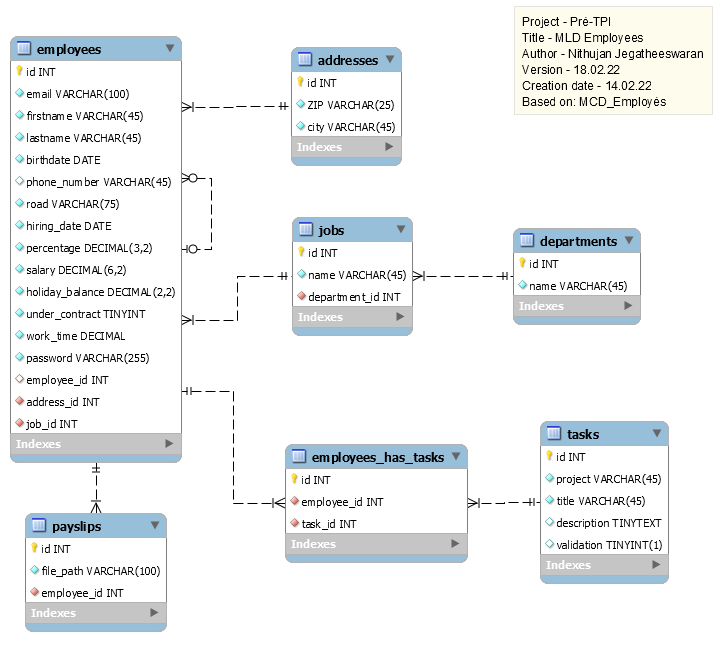 Project - Pré-TPI
Title - MLD Employees
Author - Nithujan Jegatheeswaran
Version - 18.02.22
Creation date - 14.02.22
Based on: MCD_Employés
employees
id INT
email VARCHAR(100)
firstname VARCHAR(45)
lastname VARCHAR(45)
birthdate DATE
phone_number VARCHAR(45)
road VARCHAR(75)
hiring_date DATE
percentage DECIMAL(3,2)
salary DECIMAL(6,2)
holiday_balance DECIMAL(2,2)
under_contract TINYINT
work_time DECIMAL
password VARCHAR(255)
employee_id INT
address_id INT
job_id INT
Indexes
addresses
id INT
ZIP VARCHAR(25)
city VARCHAR(45)
Indexes
jobs
id INT
name VARCHAR(45)
department_id INT
Indexes
departments
id INT
name VARCHAR(45)
Indexes
employees_has_tasks
id INT
employee_id INT
task_id INT
Indexes
tasks
id INT
project VARCHAR(45)
title VARCHAR(45)
description TINYTEXT
validation TINYINT(1)
Indexes
payslips
id INT
file_path VARCHAR(100)
employee_id INT
Indexes